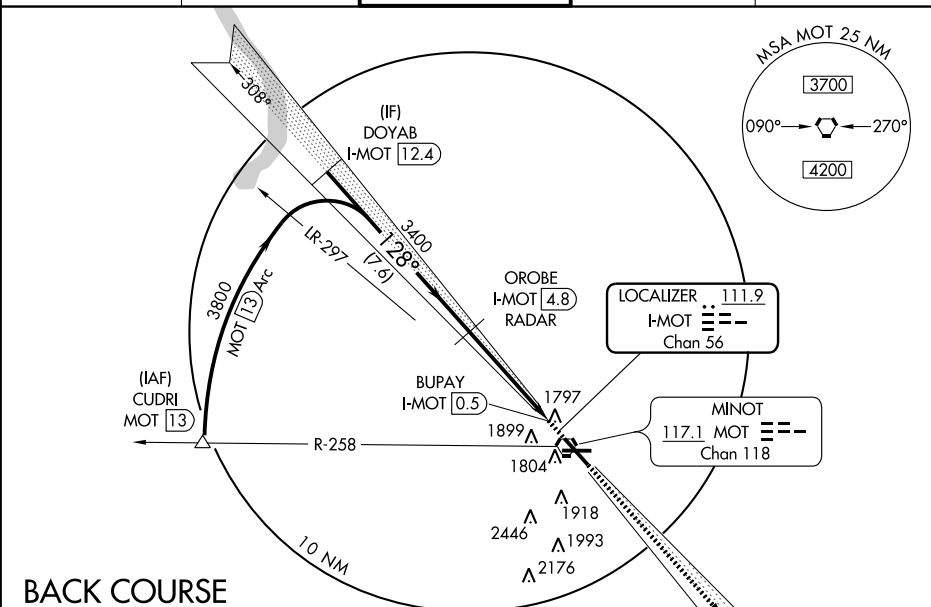 MSA MOT 25 NM
3700
090°
270°
4200
308°
(IF)
DOYAB
I-MOT 12.4
3400
128°
(7.6)
LR-297
3800
MOT 13 Arc
OROBE
I-MOT 4.8
RADAR
LOCALIZER 111.9
I-MOT
Chan 56
(IAF)
CUDRI
MOT 13
BUPAY
I-MOT 0.5
1797
1899
MINOT
117.1 MOT
Chan 118
R-258
1804
1918
2446
1993
2176
10 NM
BACK COURSE